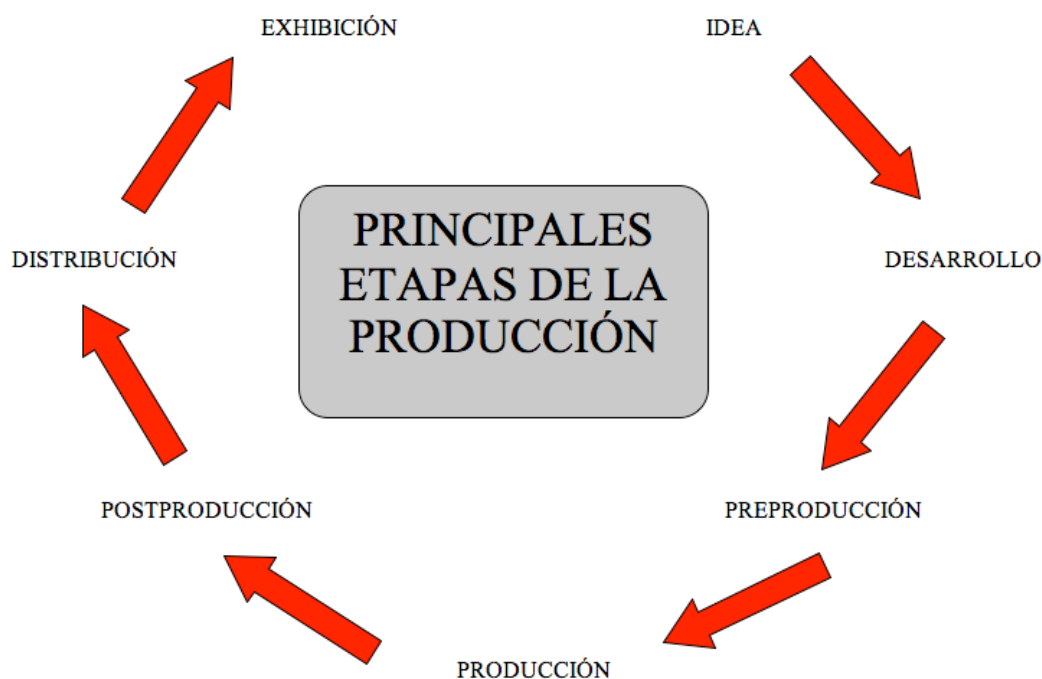 EXHIBICIÓN
IDEA
PRINCIPALES
ETAPAS DE LA
PRODUCCIÓN
DISTRIBUCIÓN
DESARROLLO
POSTPRODUCCIÓN
PREPRODUCCIÓN
PRODUCCIÓN